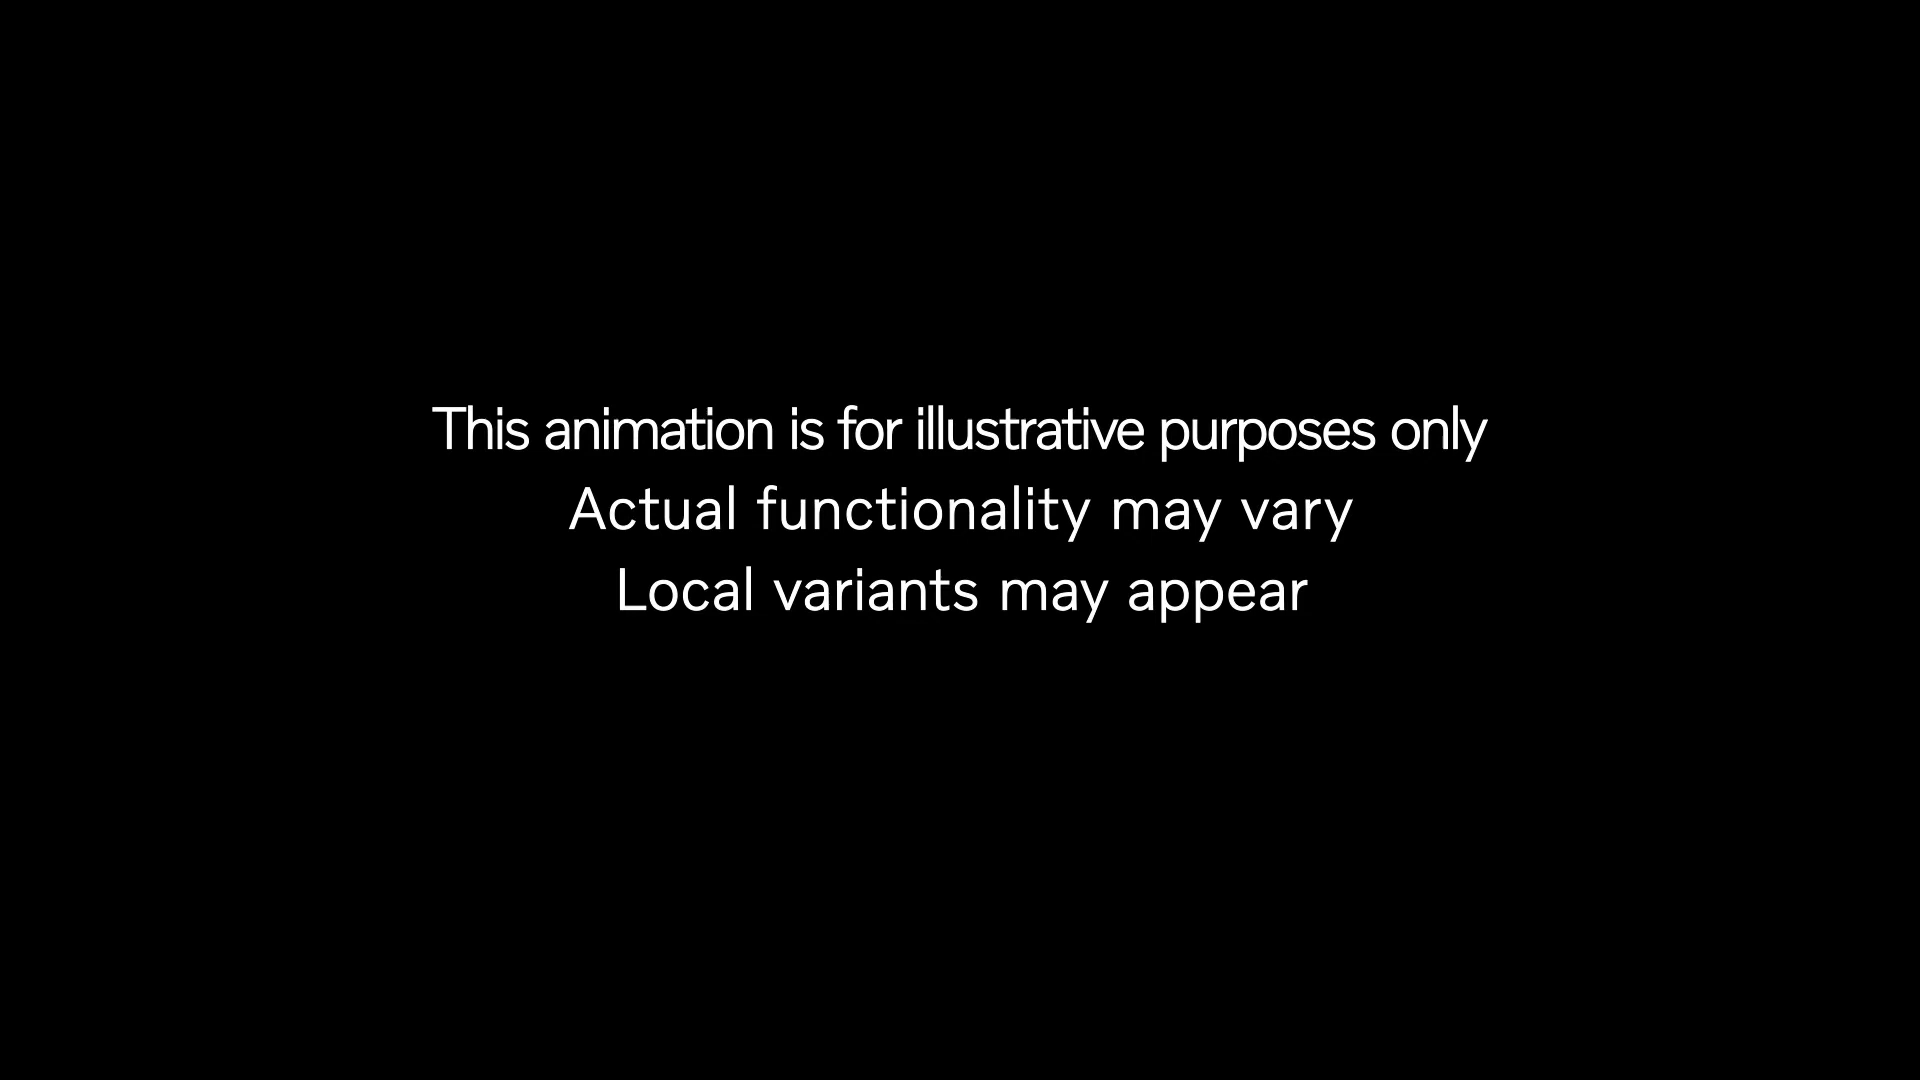 This animation is for illustrative purposes only
Actual functionality may vary
Local variants may appear